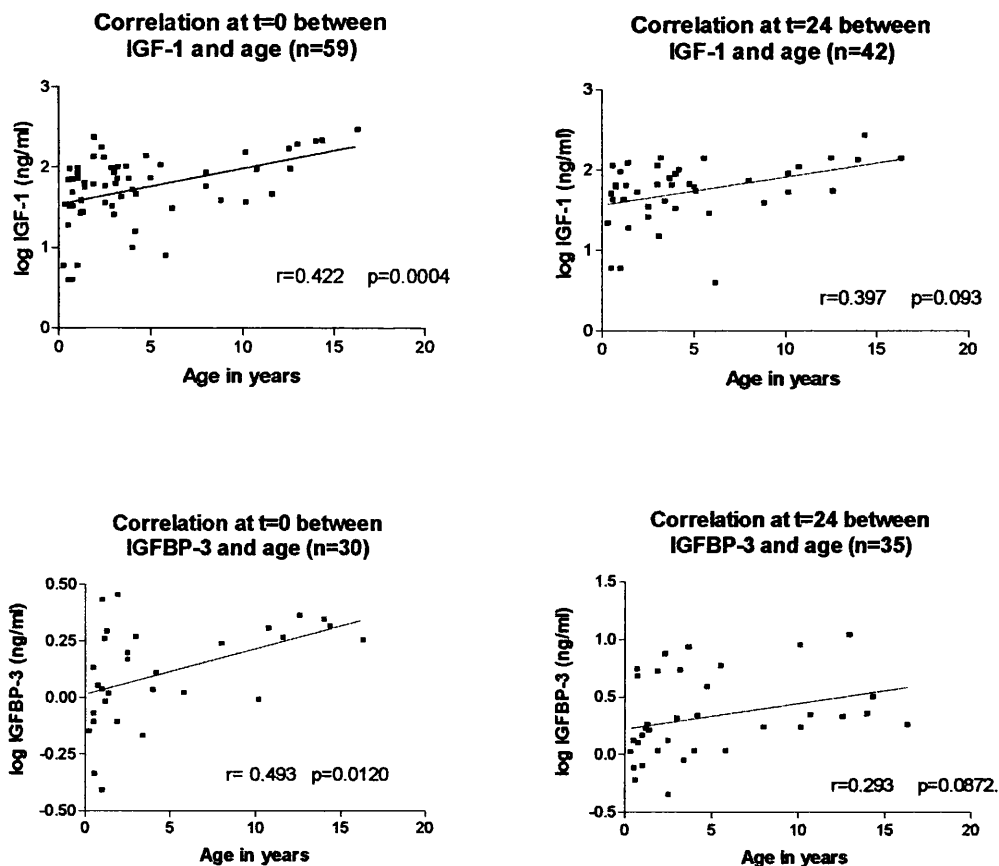 Correlation at t=0 between
IGF-1 and age (n=59)
log IGF-1 (ng/ml)
3
2
1
0
r=0.422 p=0.0004
0 5 10 15 20
Age in years
Correlation at t=24 between
IGF-1 and age (n=42)
log IGF-1 (ng/ml)
3
2
1
0
r=0.397 p=0.093
0 5 10 15 20
Age in years
Correlation at t=0 between
IGFBP-3 and age (n=30)
log IGFBP-3 (ng/ml)
0.50
0.25
0.00
-0.25
-0.50
r= 0.493 p=0.0120
0 5 10 15 20
Age in years
Correlation at t=24 between
IGFBP-3 and age (n=35)
log IGFBP-3 (ng/ml)
1.5
1.0
0.5
0.0
-0.5
r=0.293 p=0.0872.
0 5 10 15 20
Age in years